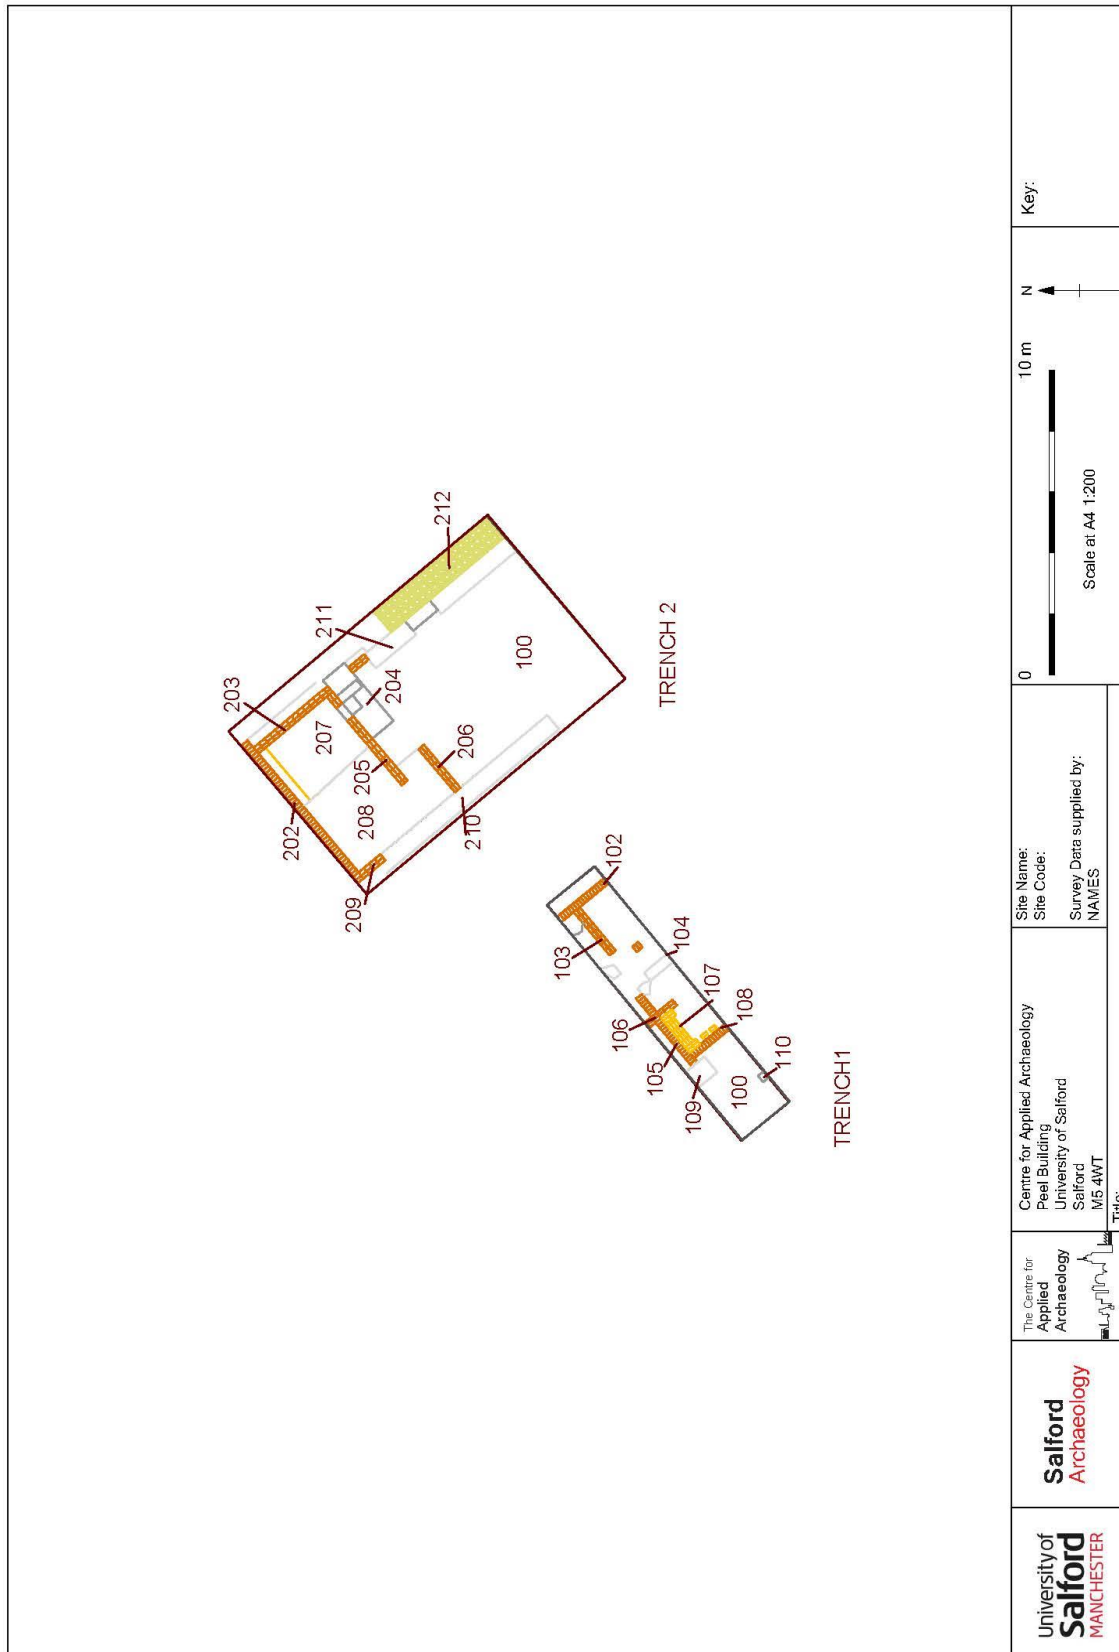 203
202
207
211
212
204
205
208
206
209
210
100
TRENCH 2
102
103
104
106
107
105
108
109
100
110
TRENCH1
University of
Salford
MANCHESTER
Salford
Archaeology
The Centre for
Applied
Archaeology
Centre for Applied Archaeology
Peel Building
University of Salford
Salford
M5 4WT
Title:
Site Name:
Site Code:
Survey Data supplied by:
NAMES
0
10 m
Scale at A4 1:200
N
Key: